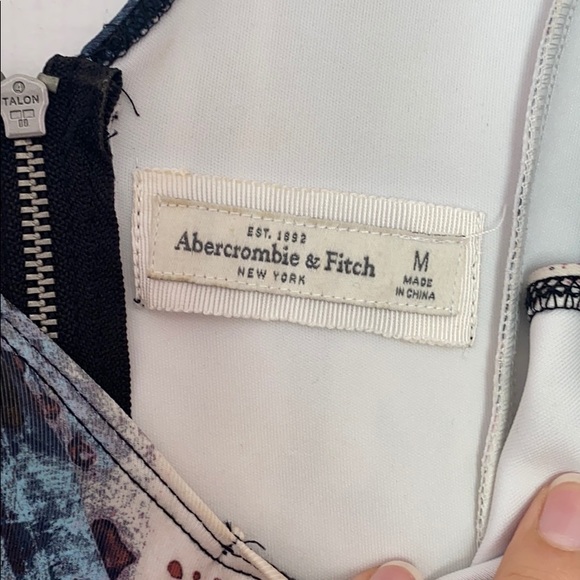 TALON
EST. 1892
Abercrombie & Fitch
NEW YORK
M
MADE
IN CHINA